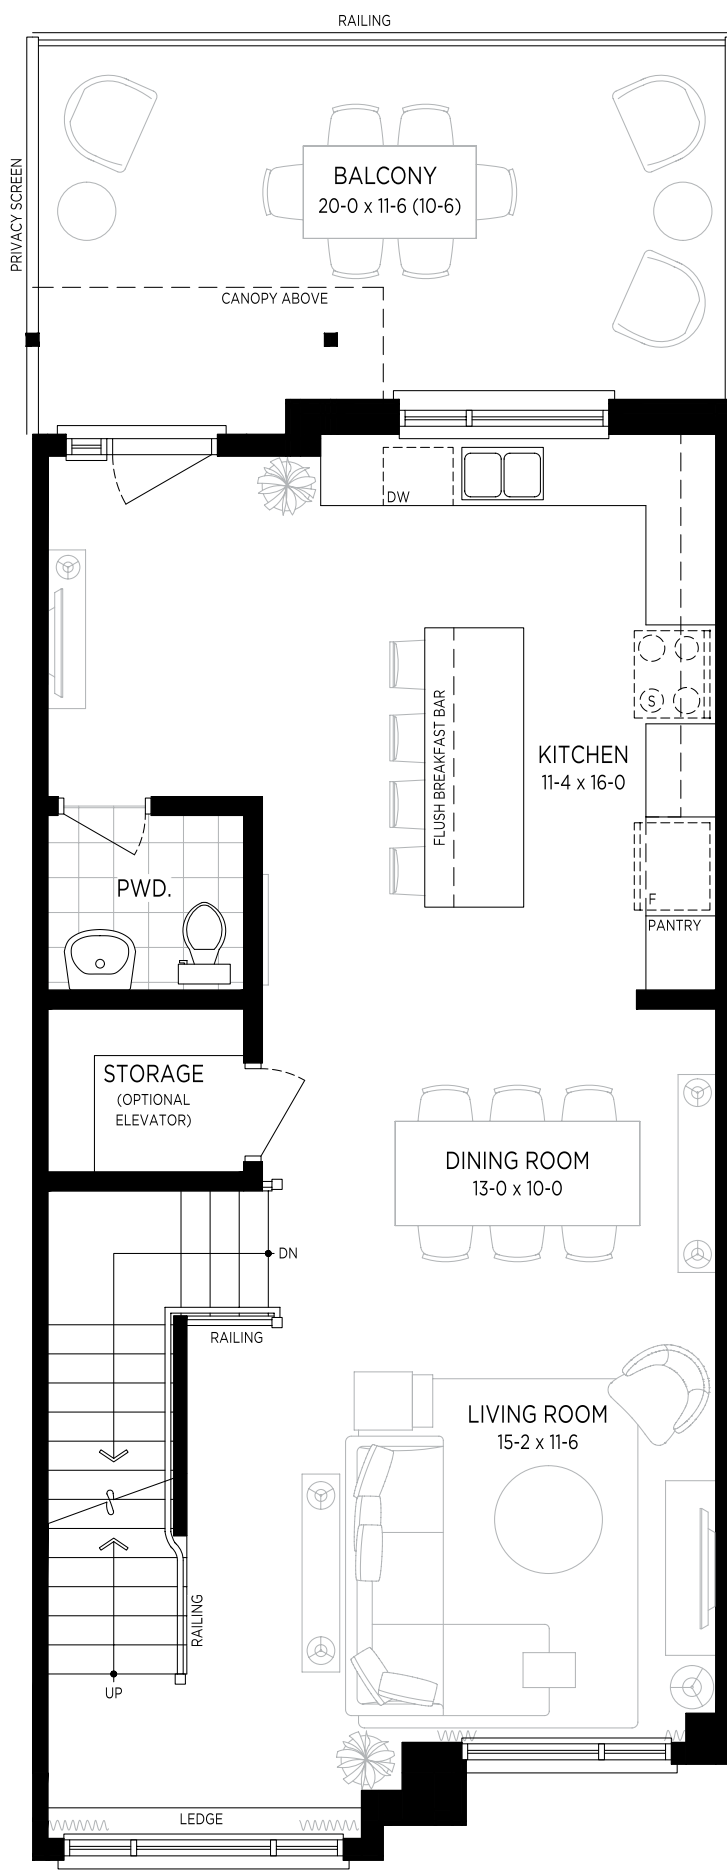 RAILING
PRIVACY SCREEN
BALCONY
20-0 x 11-6 (10-6)
CANOPY ABOVE
DW
S
FLUSH BREAKFAST BAR
KITCHEN
11-4 x 16-0
F
PANTRY
PWD.
STORAGE
(OPTIONAL
ELEVATOR)
DINING ROOM
13-0 x 10-0
DN
RAILING
LIVING ROOM
15-2 x 11-6
RAILING
UP
LEDGE